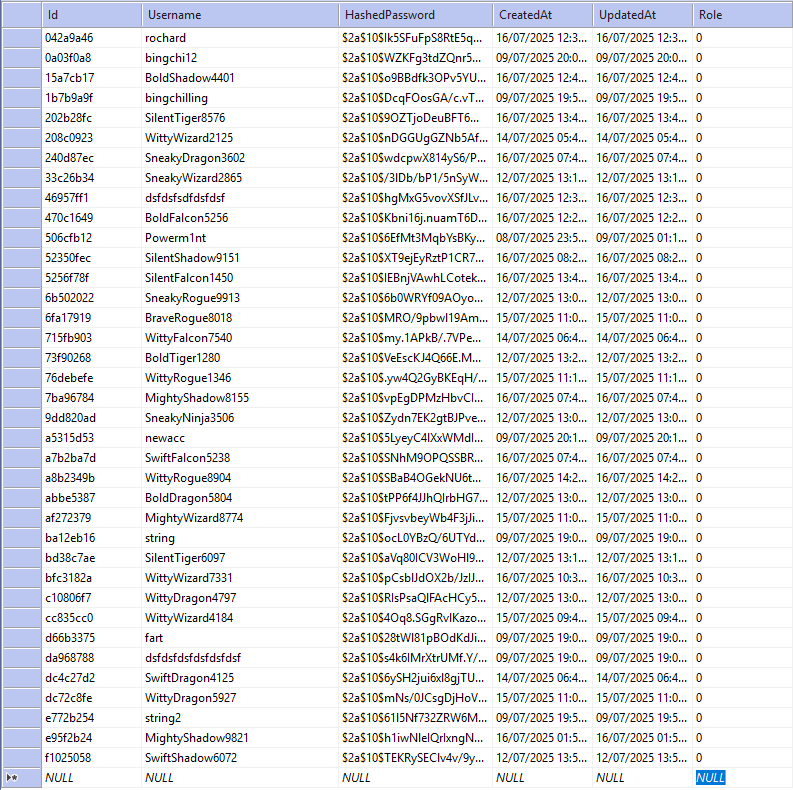 Id Username HashedPassword CreatedAt UpdatedAt Role
042a9a46 rochard $2a$10$lk5SFuFpS8RtE5q... 16/07/2025 12:3... 16/07/2025 12:3... 0
0a03f0a8 bingchi12 $2a$10$WZKFg3tdZQnr5... 09/07/2025 20:0... 09/07/2025 20:0... 0
15a7cb17 BoldShadow4401 $2a$10$o9BBdfk3OPv5YU... 16/07/2025 12:4... 16/07/2025 12:4... 0
1b7b9a9f bingchilling $2a$10$DcqFOosGA/c.vT... 09/07/2025 19:5... 09/07/2025 19:5... 0
202b28fc SilentTiger8576 $2a$10$9OZTjoDeuBFT6... 16/07/2025 13:4... 16/07/2025 13:4... 0
208c0923 WittyWizard2125 $2a$10$nDGGUgGZNb5Af... 14/07/2025 05:4... 14/07/2025 05:4... 0
240d87ec SneakyDragon3602 $2a$10$wdcpwX814yS6/P... 16/07/2025 07:4... 16/07/2025 07:4... 0
33c26b34 SneakyWizard2865 $2a$10$/3IDb/bP1/5nSyW... 12/07/2025 13:1... 12/07/2025 13:1... 0
46957ff1 dsfdsfsdfdsfdsf $2a$10$hgMxG5vovXSfJLv... 16/07/2025 12:3... 16/07/2025 12:3... 0
470c1649 BoldFalcon5256 $2a$10$Kbni16j.nuamT6D... 16/07/2025 12:2... 16/07/2025 12:2... 0
506cfb12 Powerm1nt $2a$10$6EfMt3MqbYsBKy... 08/07/2025 23:5... 09/07/2025 01:1... 0
52350fec SilentShadow9151 $2a$10$XT9ejEyRztP1CR7... 16/07/2025 08:2... 16/07/2025 08:2... 0
5256f78f SilentFalcon1450 $2a$10$IEBnjVAwhLCotek... 16/07/2025 13:4... 16/07/2025 13:4... 0
6b502022 SneakyRogue9913 $2a$10$6b0WRYf09AOyo... 12/07/2025 13:0... 12/07/2025 13:0... 0
6fa17919 BraveRogue8018 $2a$10$MRO/9pbwI19Am... 15/07/2025 11:0... 15/07/2025 11:0... 0
715fb903 WittyFalcon7540 $2a$10$my.1APkB/.7VPe... 14/07/2025 06:4... 14/07/2025 06:4... 0
73f90268 BoldTiger1280 $2a$10$VeEscKJ4Q66E.M... 12/07/2025 13:2... 12/07/2025 13:2... 0
76debefe WittyRogue1346 $2a$10$.yw4Q2GyBKEqH/... 15/07/2025 11:1... 15/07/2025 11:1... 0
7ba96784 MightyShadow8155 $2a$10$vpEgDPMzHbvCl... 16/07/2025 07:4... 16/07/2025 07:4... 0
9dd820ad SneakyNinja3506 $2a$10$Zydn7EK2gtBJPve... 12/07/2025 13:0... 12/07/2025 13:0... 0
a5315d53 newacc $2a$10$5LyeyC4IXxWMdl... 09/07/2025 20:1... 09/07/2025 20:1... 0
a7b2ba7d SwiftFalcon5238 $2a$10$SNhM9OPQSSBR... 16/07/2025 07:4... 16/07/2025 07:4... 0
a8b2349b WittyRogue8904 $2a$10$SBaB4OGekNU6t... 16/07/2025 14:2... 16/07/2025 14:2... 0
abbe5387 BoldDragon5804 $2a$10$tPP6f4JJhQIrbHG7... 12/07/2025 13:0... 12/07/2025 13:0... 0
af272379 MightyWizard8774 $2a$10$FjvsvbeyWb4F3jJi... 15/07/2025 11:0... 15/07/2025 11:0... 0
ba12eb16 string $2a$10$ocL0YBzQ/6UTYd... 09/07/2025 19:0... 09/07/2025 19:0... 0
bd38c7ae SilentTiger6097 $2a$10$aVq80ICV3WoHI9... 12/07/2025 13:1... 12/07/2025 13:1... 0
bfc3182a WittyWizard7331 $2a$10$pCsblJdOX2b/JzIJ... 16/07/2025 10:3... 16/07/2025 10:3... 0
c10806f7 WittyDragon4797 $2a$10$RlsPsaQIFAcHCy5... 12/07/2025 13:0... 12/07/2025 13:0... 0
cc835cc0 WittyWizard4184 $2a$10$4Oq8.SGgRvlKazo... 15/07/2025 09:4... 15/07/2025 09:4... 0
d66b3375 fart $2a$10$28tWI81pBOdKdJi... 09/07/2025 19:0... 09/07/2025 19:0... 0
da968788 dsfdsfdsfdsfdsfdsf $2a$10$s4k6IMrXtrUMf.Y/... 09/07/2025 19:0... 09/07/2025 19:0... 0
dc4c27d2 SwiftDragon4125 $2a$10$6ySH2jui6xI8gjTU... 14/07/2025 06:4... 14/07/2025 06:4... 0
dc72c8fe WittyDragon5927 $2a$10$mNs/0JCsgDjHoV... 15/07/2025 11:0... 15/07/2025 11:0... 0
e772b254 string2 $2a$10$61I5Nf732ZRW6M... 09/07/2025 19:5... 09/07/2025 19:5... 0
e95f2b24 MightyShadow9821 $2a$10$h1iwNIelQrlxngN... 16/07/2025 01:5... 16/07/2025 01:5... 0
f1025058 SwiftShadow6072 $2a$10$TEKRySECIv4v/9y... 12/07/2025 13:5... 12/07/2025 13:5... 0
NULL NULL NULL NULL NULL NULL